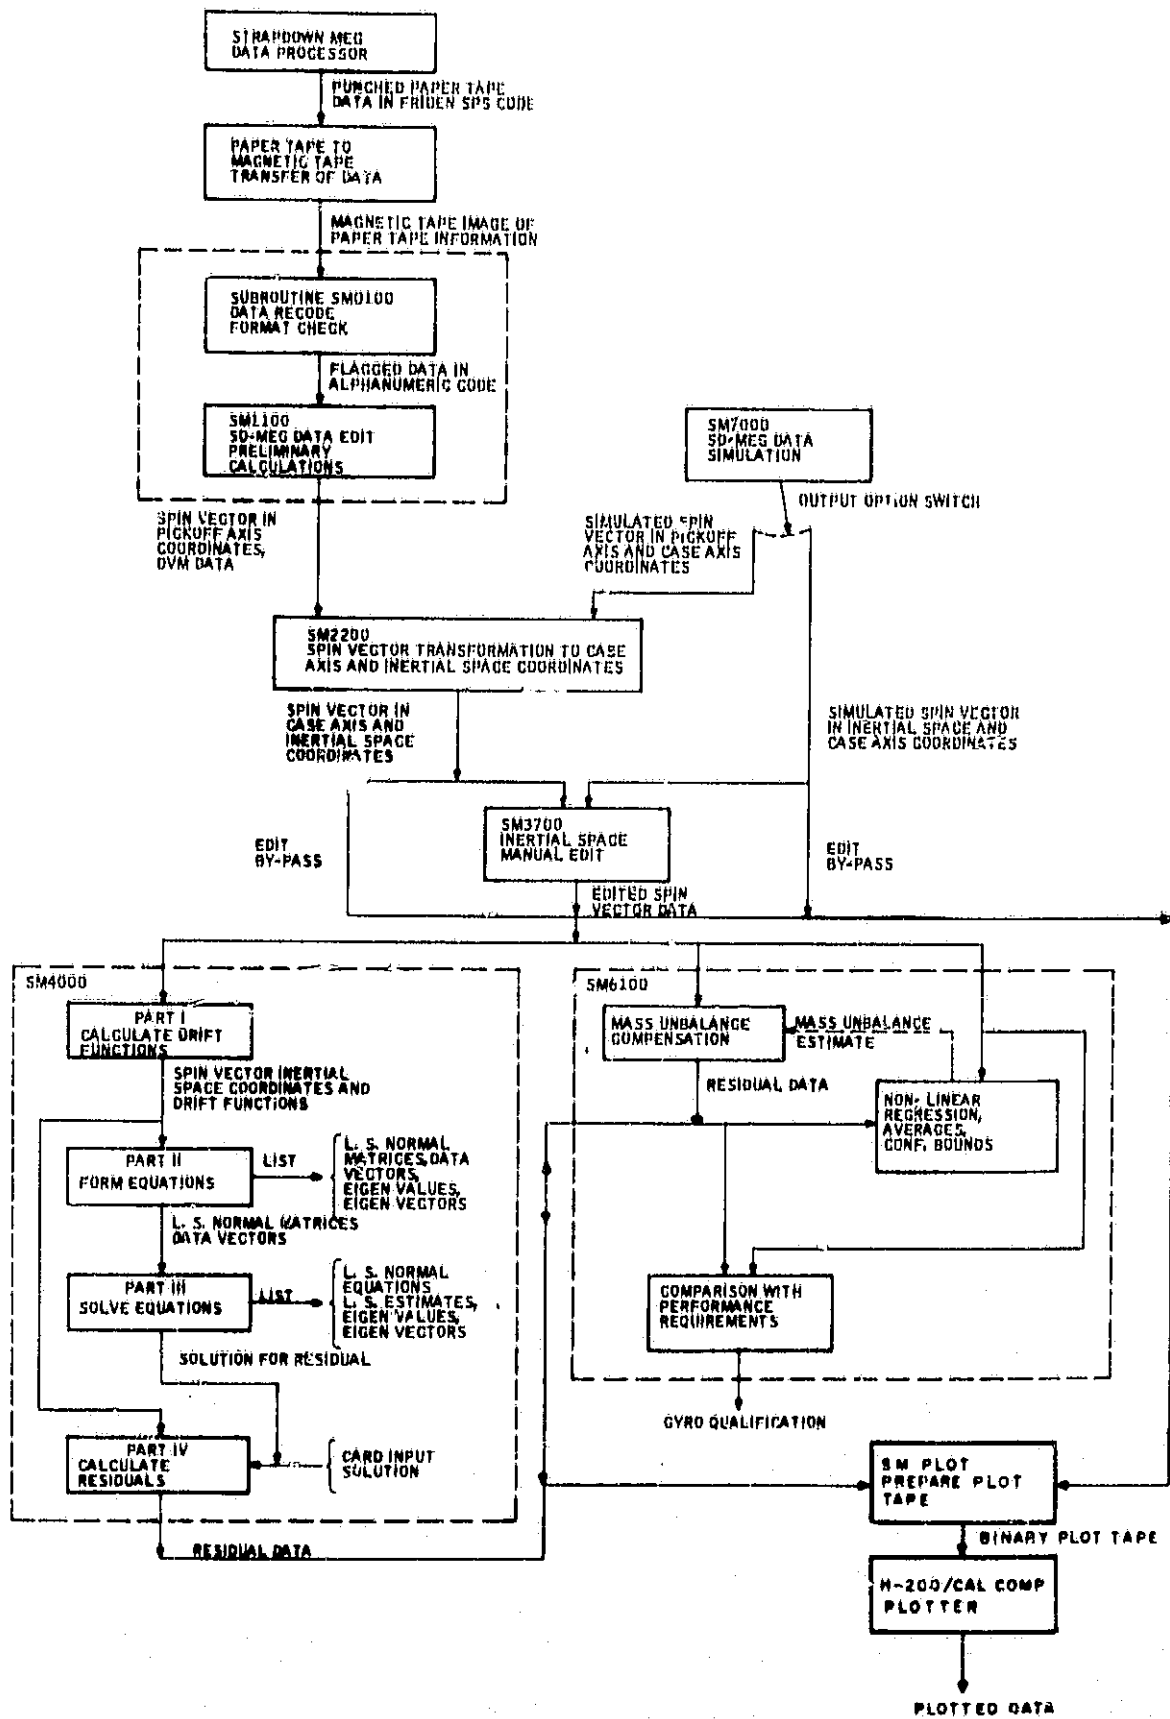 STRAPDOWN MEG
DATA PROCESSOR
PUNCHED PAPER TAPE
DATA IN FRIDEN SPS CODE
PAPER TAPE TO
MAGNETIC TAPE
TRANSFER OF DATA
MAGNETIC TAPE IMAGE OF
PAPER TAPE INFORMATION
SUBROUTINE SM0100
DATA RECODE
FORMAT CHECK
FLAGGED DATA IN
ALPHANUMERIC CODE
SM1100
SD-MEG DATA EDIT
PRELIMINARY
CALCULATIONS
SM7000
SD-MEG DATA
SIMULATION
OUTPUT OPTION SWITCH
SPIN VECTOR IN
PICKOFF AXIS
COORDINATES,
DVM DATA
SIMULATED SPIN
VECTOR IN PICKOFF
AXIS AND CASE AXIS
COORDINATES
SM2200
SPIN VECTOR TRANSFORMATION TO CASE
AXIS AND INERTIAL SPACE COORDINATES
SPIN VECTOR IN
CASE AXIS AND
INERTIAL SPACE
COORDINATES
SIMULATED SPIN VECTOR
IN INERTIAL SPACE AND
CASE AXIS COORDINATES
SM3700
INERTIAL SPACE
MANUAL EDIT
EDIT
BY-PASS
EDIT
BY-PASS
EDITED SPIN
VECTOR DATA
SM4000
PART I
CALCULATE DRIFT
FUNCTIONS
SPIN VECTOR INERTIAL
SPACE COORDINATES AND
DRIFT FUNCTIONS
PART II
FORM EQUATIONS
LIST
L. S. NORMAL
MATRICES, DATA
VECTORS,
EIGEN VALUES,
EIGEN VECTORS
L. S. NORMAL MATRICES
DATA VECTORS
PART III
SOLVE EQUATIONS
LIST
L. S. NORMAL
EQUATIONS
L. S. ESTIMATES,
EIGEN VALUES,
EIGEN VECTORS
SOLUTION FOR RESIDUAL
PART IV
CALCULATE
RESIDUALS
CARD INPUT
SOLUTION
RESIDUAL DATA
SM6100
MASS UNBALANCE
COMPENSATION
MASS UNBALANCE
ESTIMATE
RESIDUAL DATA
NON-LINEAR
REGRESSION,
AVERAGES,
CONF. BOUNDS
COMPARISON WITH
PERFORMANCE
REQUIREMENTS
GYRO QUALIFICATION
SM PLOT
PREPARE PLOT
TAPE
BINARY PLOT TAPE
H-200/CAL COMP
PLOTTER
PLOTTED DATA